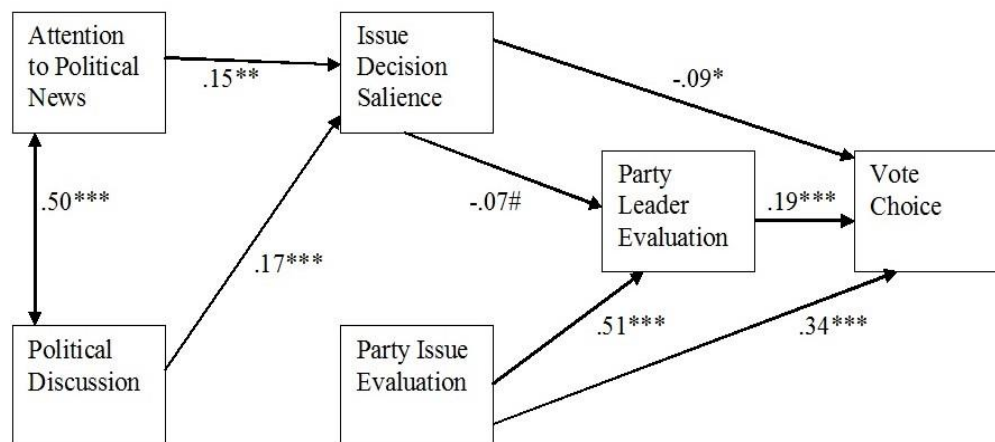 Attention
to Political
News
.15**
Issue
Decision
Salience
-.09*
.50***
-.07#
Party
Leader
Evaluation
.19***
Vote
Choice
.17***
Political
Discussion
Party Issue
Evaluation
.51***
.34***